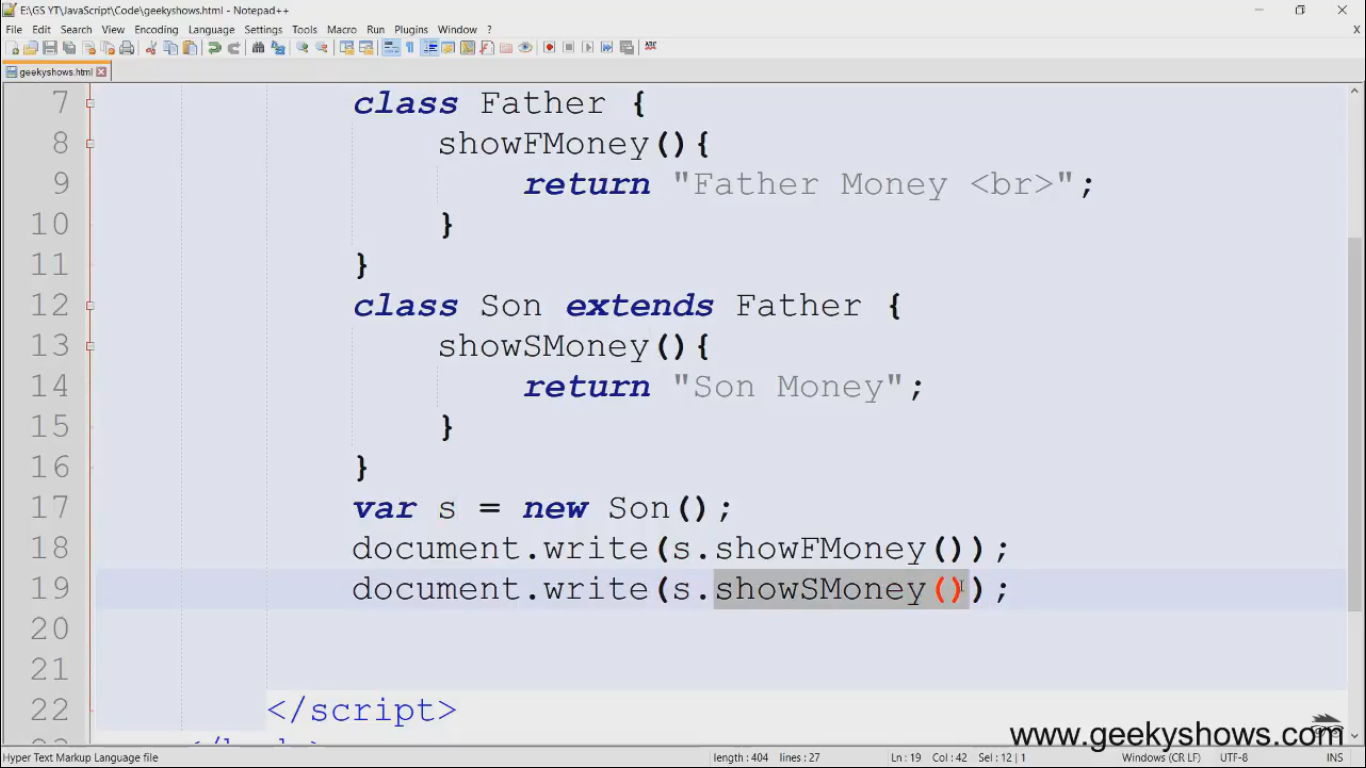 E:\GS YT\JavaScript\Code\geekyshows.html - Notepad++
File Edit Search View Encoding Language Settings Tools Macro Run Plugins Window ?
X
ABC
geekyshows.html
7 class Father {
8 showFMoney(){
9 return "Father Money <br>";
10 }
11 }
12 class Son extends Father {
13 showSMoney(){
14 return "Son Money";
15 }
16 }
17 var s = new Son();
18 document.write(s.showFMoney());
19 document.write(s.showSMoney());
20
21
22 </script>
www.geekyshows.com
Hyper Text Markup Language file length : 404 lines : 27 Ln : 19 Col : 42 Sel : 12 | 1 Windows (CR LF) UTF-8 INS